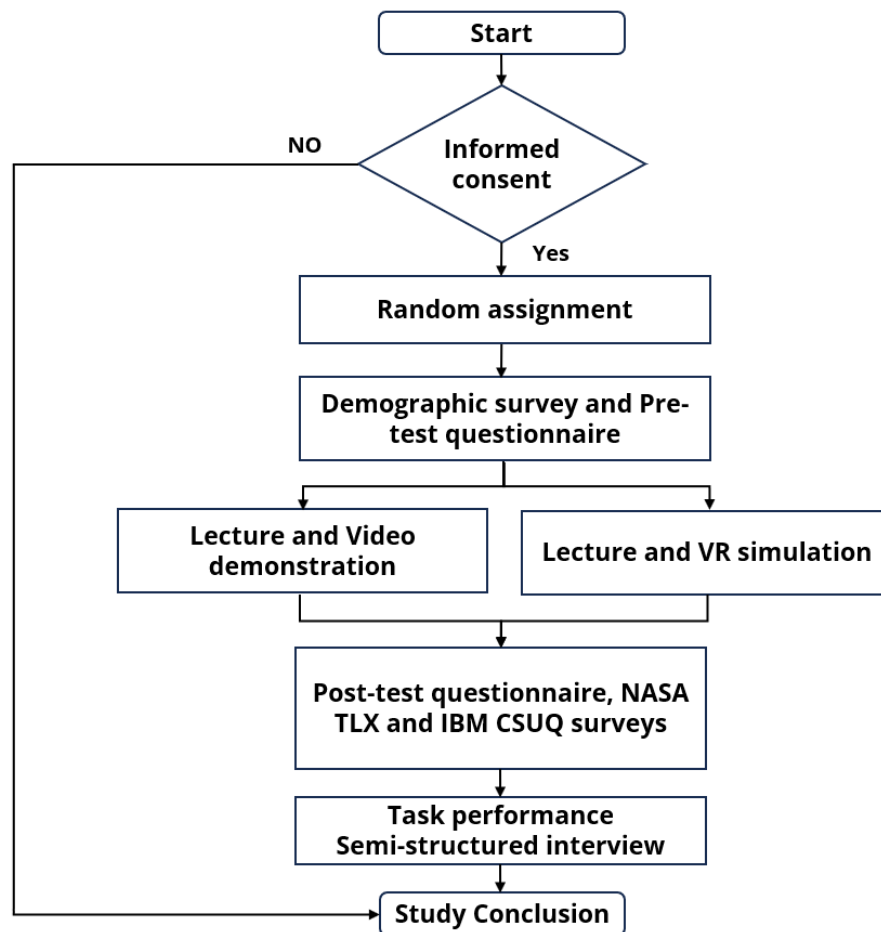 Start
NO
Informed
consent
Yes
Random assignment
Demographic survey and Pre-
test questionnaire
Lecture and Video
demonstration
Lecture and VR simulation
Post-test questionnaire, NASA
TLX and IBM CSUQ surveys
Task performance
Semi-structured interview
Study Conclusion